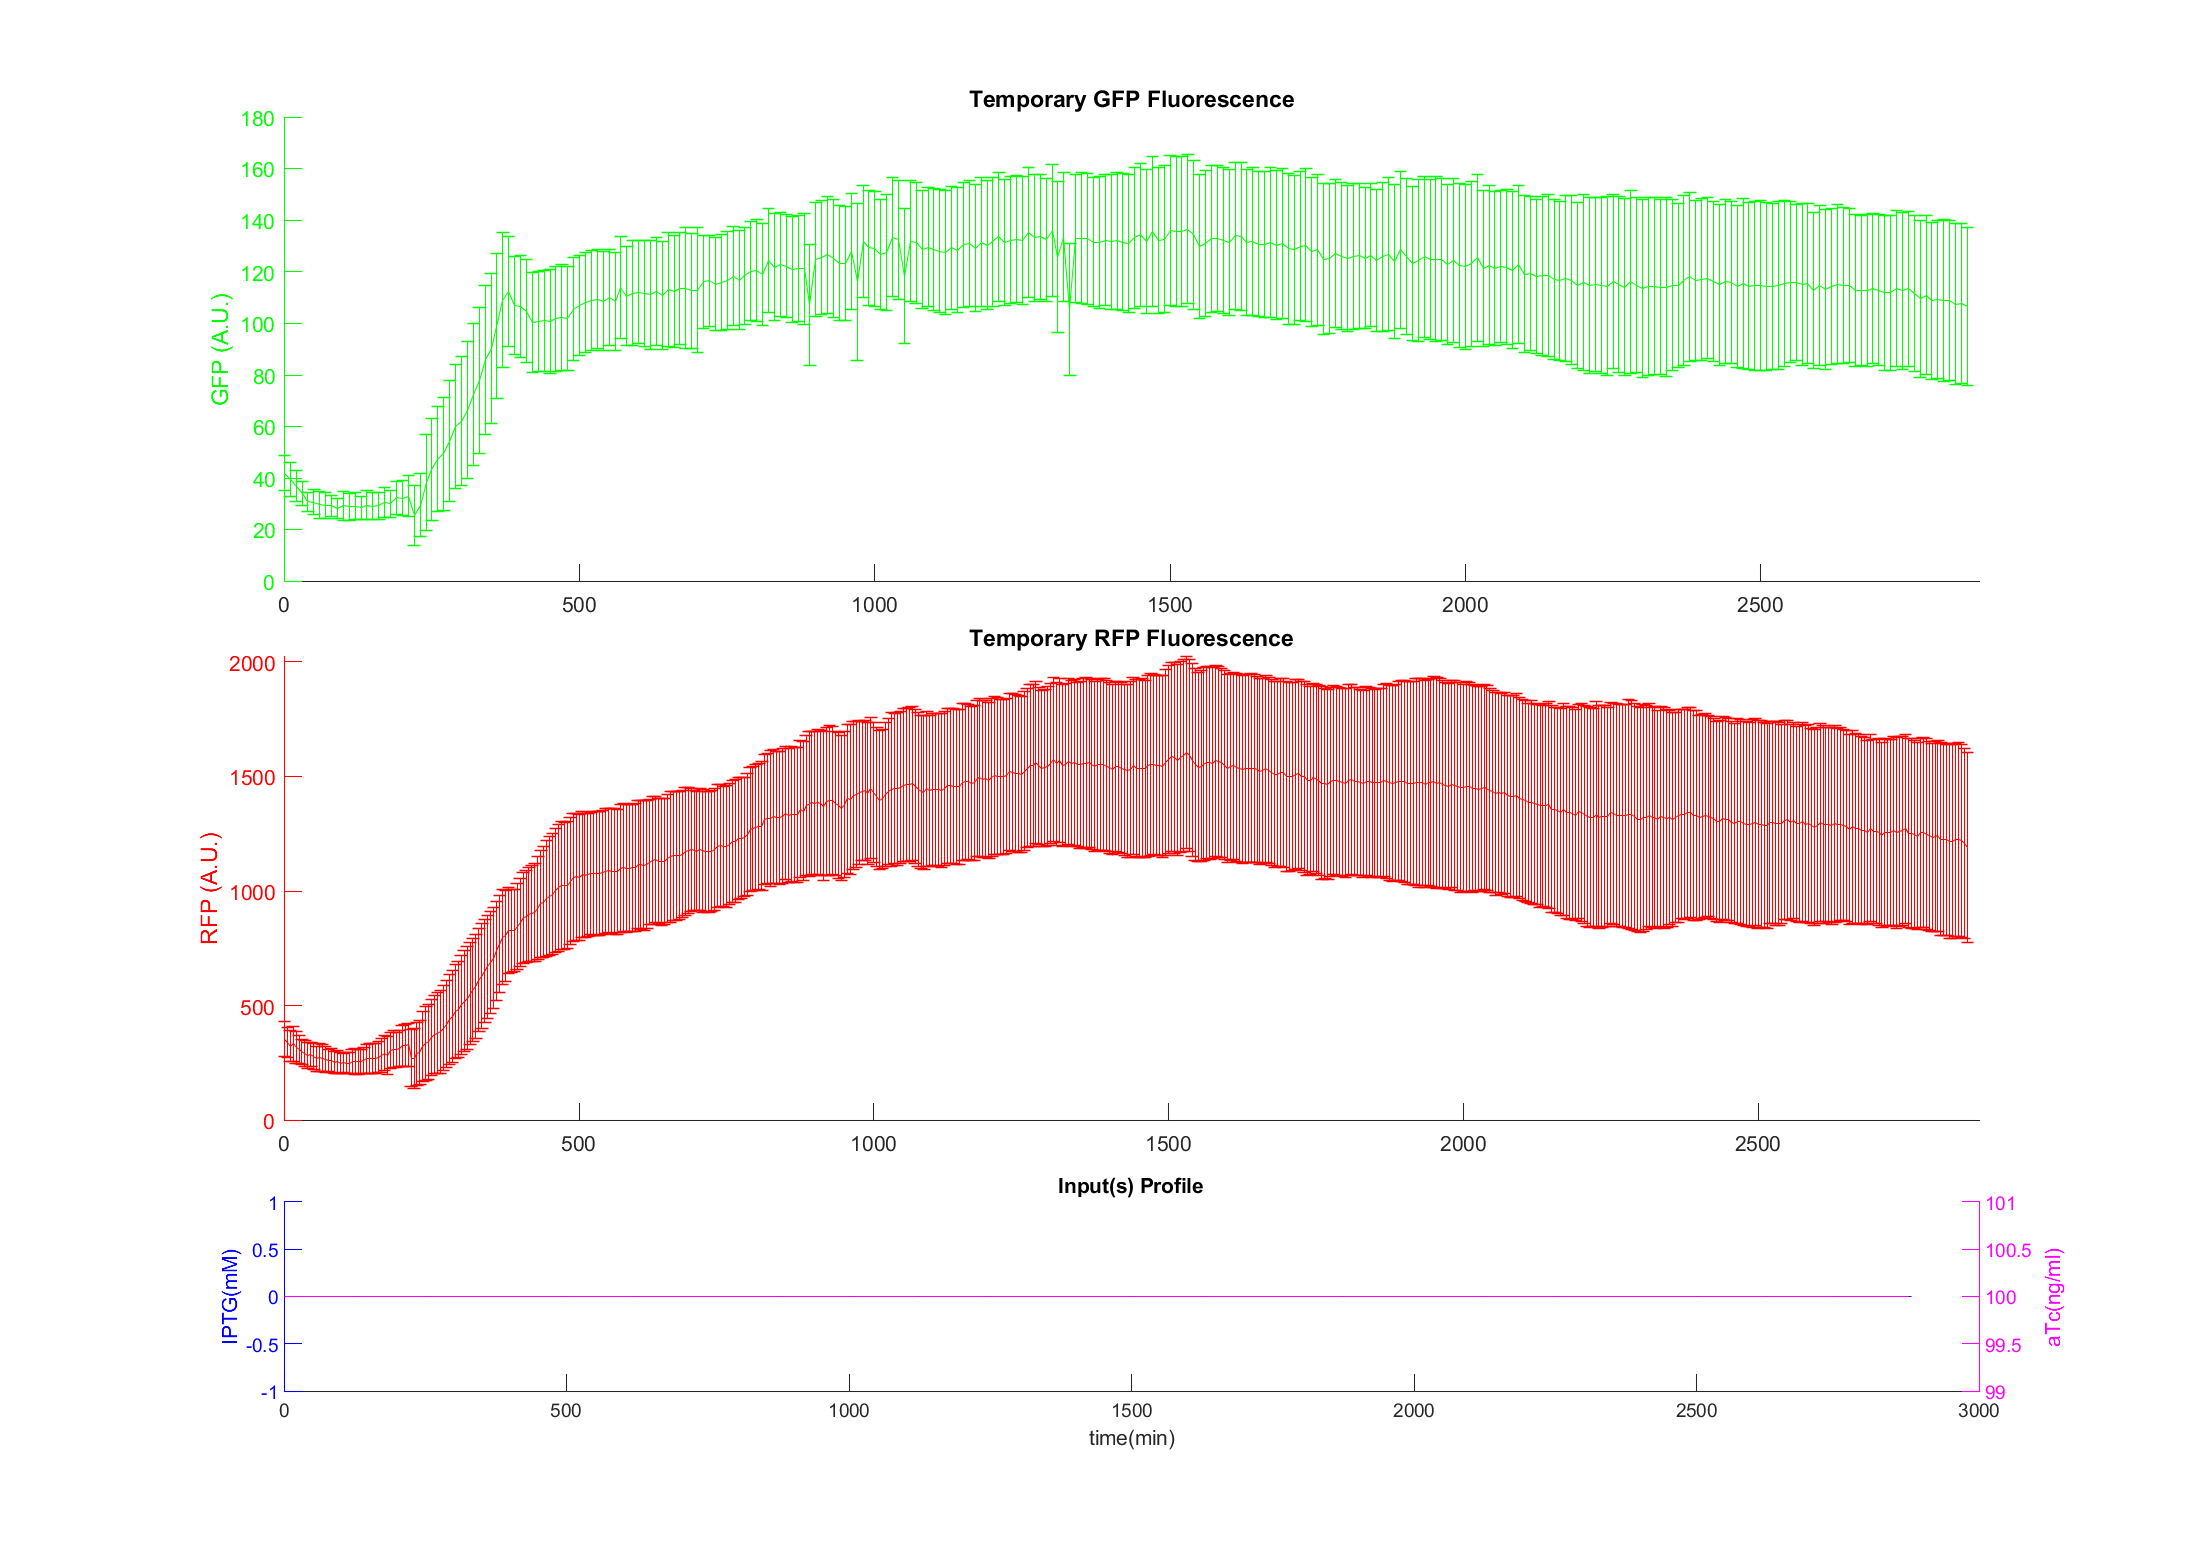 Temporary GFP Fluorescence
180
160
140
120
100
80
60
40
20
0
GFP (A.U.)
0 500 1000 1500 2000 2500
Temporary RFP Fluorescence
2000
1500
1000
500
0
RFP (A.U.)
0 500 1000 1500 2000 2500
Input(s) Profile
1 101
0.5 100.5
0 100
-0.5 99.5
-1 99
IPTG(mM)
aTc(ng/ml)
0 500 1000 1500 2000 2500 3000
time(min)